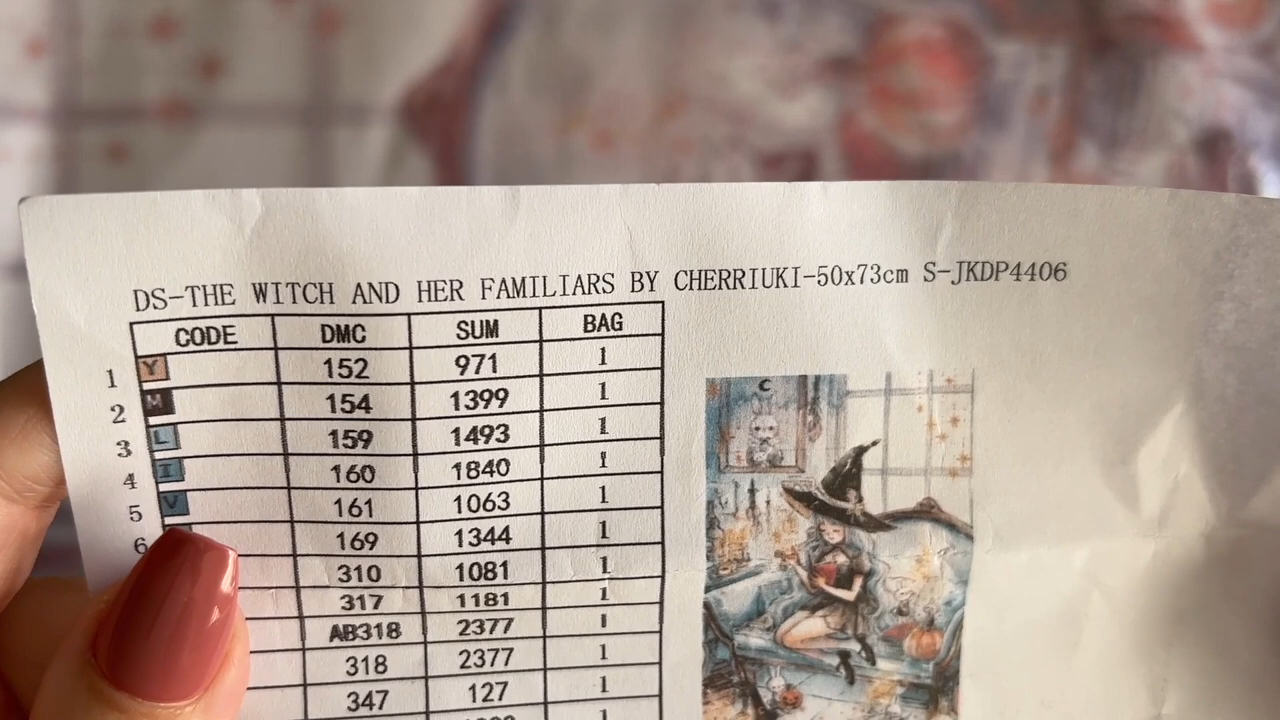 DS-THE WITCH AND HER FAMILIARS BY CHERRIUKI-50x73cm S-JKDP4406
CODE DMC SUM BAG
1 Y 152 971 1
2 M 154 1399 1
3 L 159 1493 1
4 I 160 1840 1
5 V 161 1063 1
6 169 1344 1
310 1081 1
317 1181 1
AB318 2377 1
318 2377 1
347 127 1
1